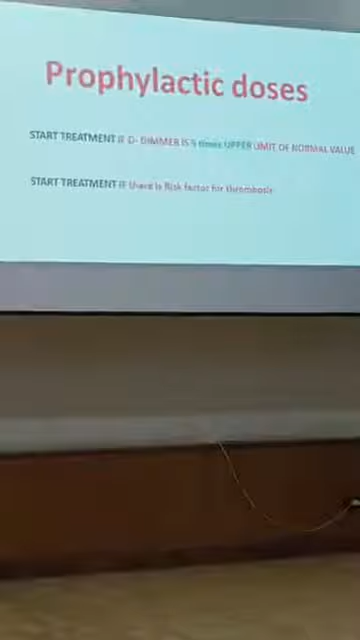 Prophylactic doses
START TREATMENT IF D- DIMMER IS 5 times UPPER LIMIT OF NORMAL VALUE
START TREATMENT IF there is Risk factor for thrombosis